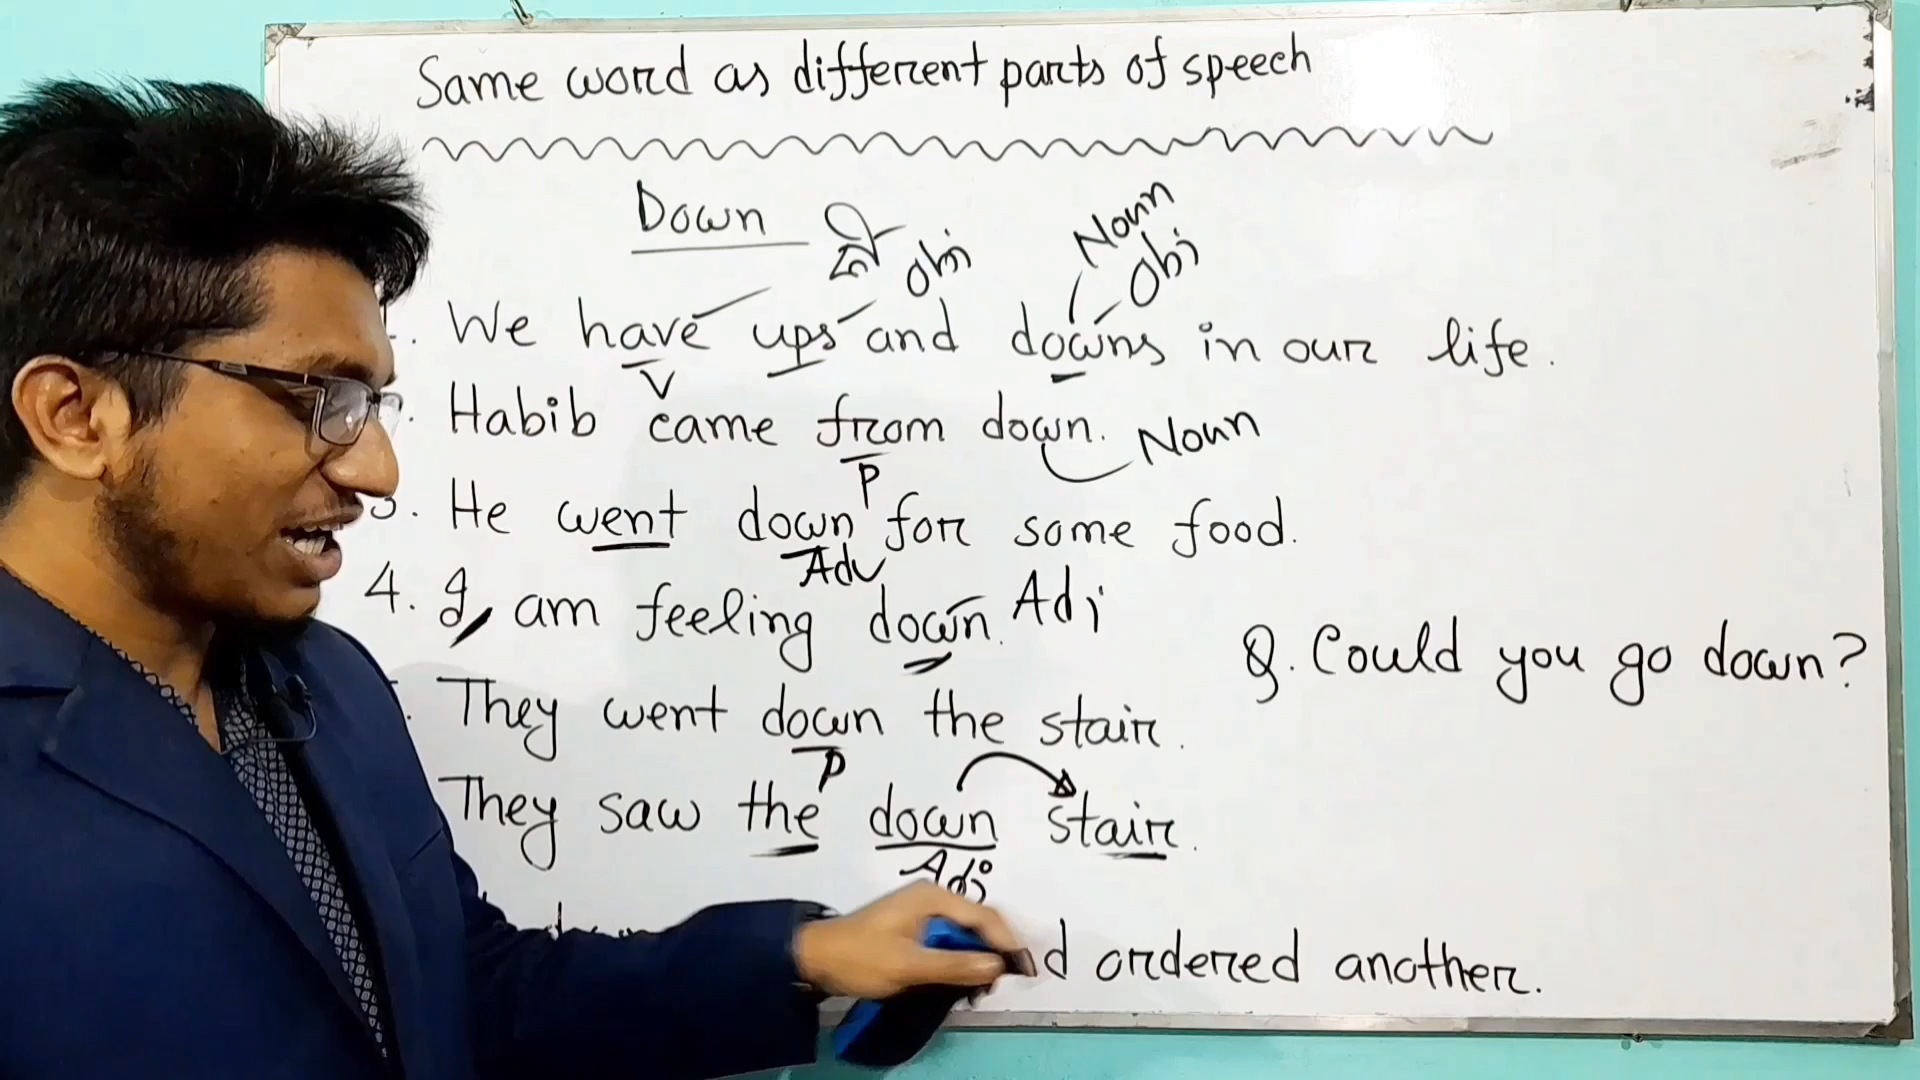 Same word as different parts of speech
Down
কী obj
Noun
Obj
We have ups and downs in our life.
V
Habib came from down. Noun
P
3. He went down for some food.
Adv
4. I am feeling down. Adj
Q. Could you go down?
They went down the stair.
P
They saw the down stair.
Adj
ordered another.